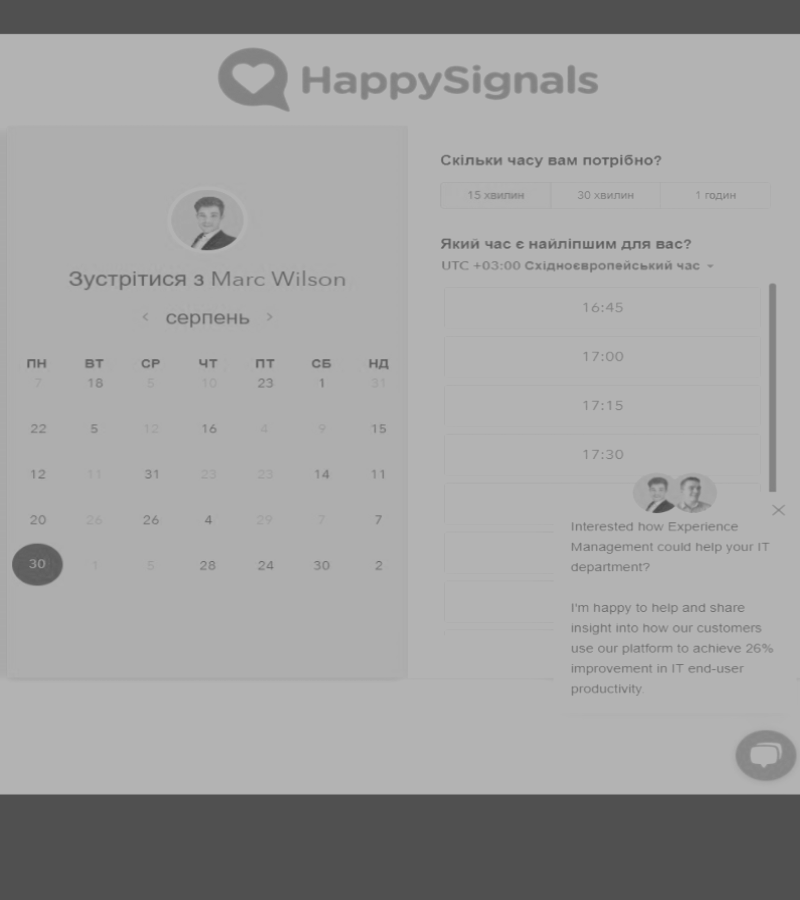 HappySignals
Зустрітися з Marc Wilson
серпень
ПН ВТ СР ЧТ ПТ СБ НД
7 18 5 10 23 1 31
22 5 12 16 4 9 15
12 11 31 23 23 14 11
20 26 26 4 29 7 7
30 1 5 28 24 30 2
Скільки часу вам потрібно?
15 хвилин 30 хвилин 1 годин
Який час є найліпшим для вас?
UTC +03:00 Східноєвропейський час
16:45
17:00
17:15
17:30
Interested how Experience
Management could help your IT
department?
I'm happy to help and share
insight into how our customers
use our platform to achieve 26%
improvement in IT end-user
productivity.